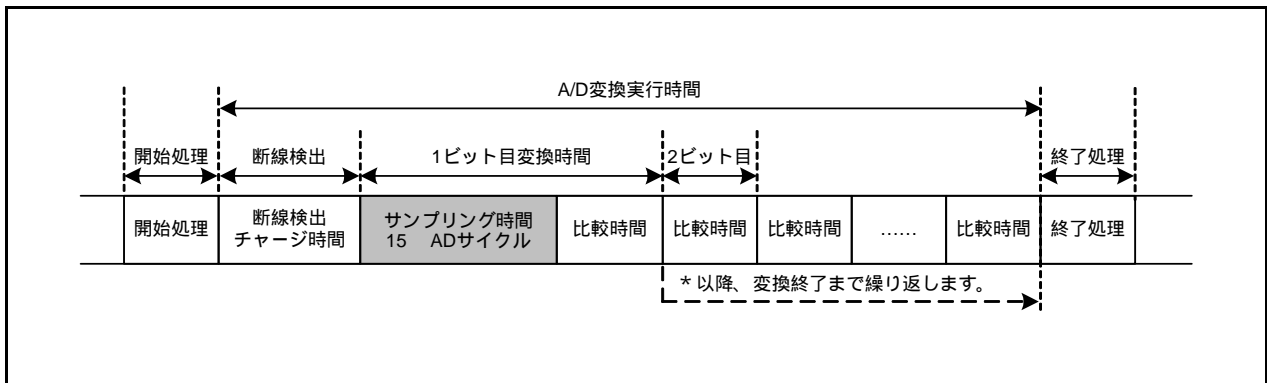 A/D変換実行時間
開始処理 断線検出 1ビット目変換時間 2ビット目 終了処理
開始処理 断線検出 サンプリング時間 比較時間 比較時間 比較時間 …… 比較時間 終了処理
チャージ時間 15 ADサイクル
*以降、変換終了まで繰り返します。